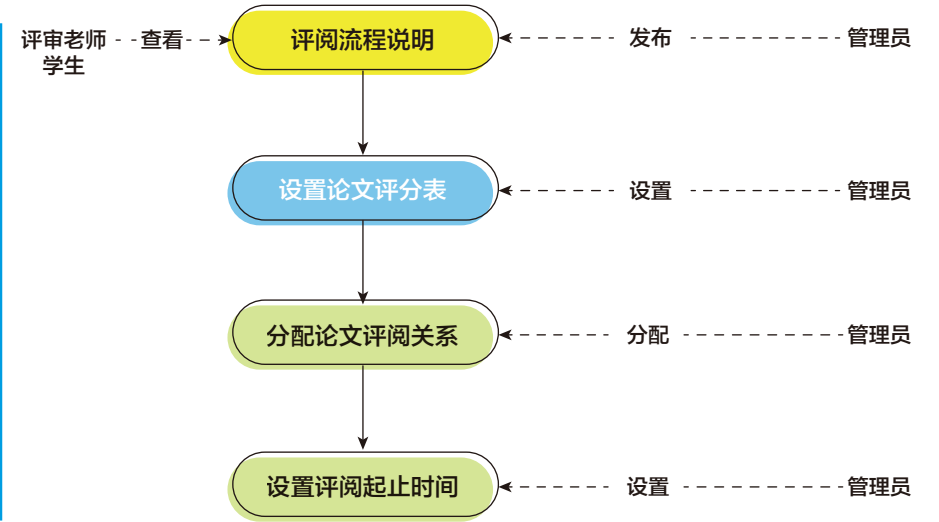 评审老师 查看 评阅流程说明 发布 管理员
学生
设置论文评分表 设置 管理员
分配论文评阅关系 分配 管理员
设置评阅起止时间 设置 管理员